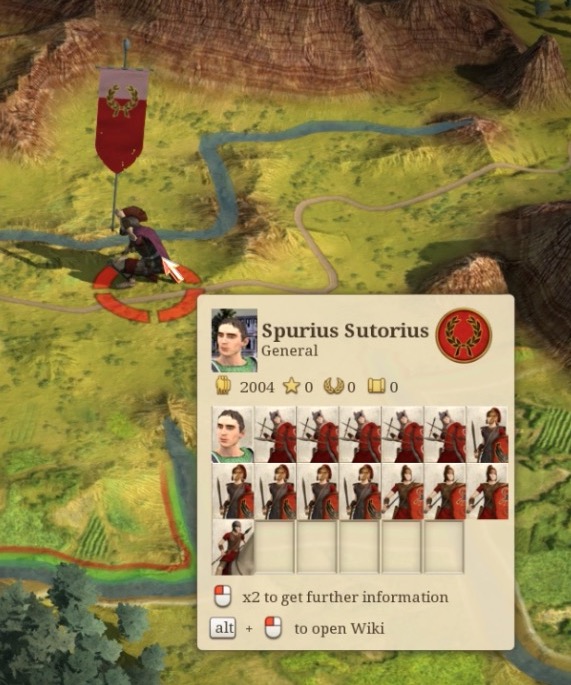 Spurius Sutorius
General
2004 0 0 0
x2 to get further information
alt + to open Wiki